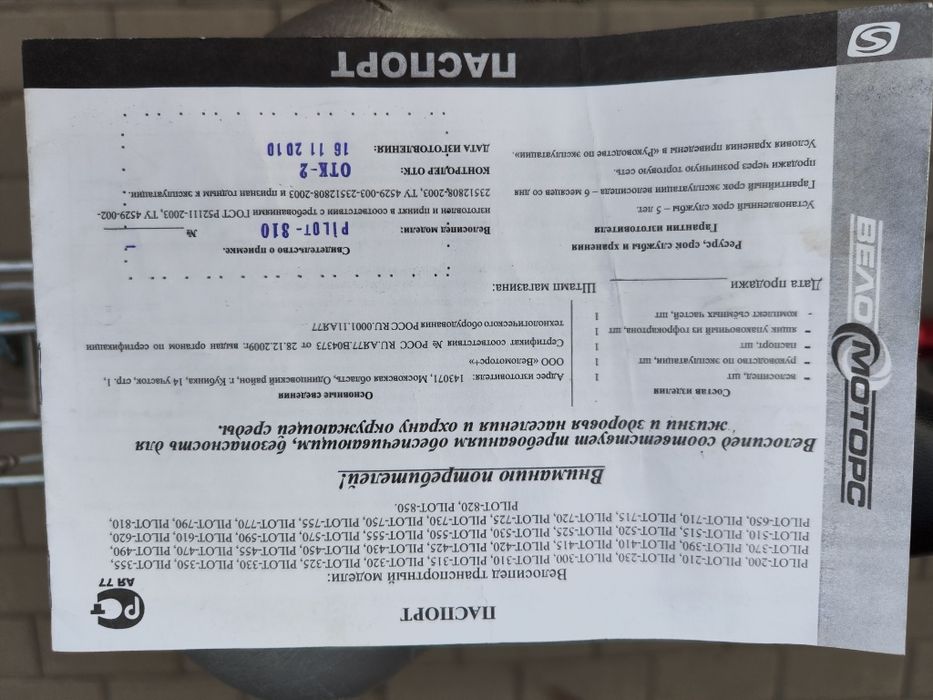 ПАСПОРТ
РСТ
АЯ 77
Велосипед транспортный модели:
PILOT-200, PILOT-210, PILOT-230, PILOT-300, PILOT-310, PILOT-315, PILOT-320, PILOT-325, PILOT-330, PILOT-350, PILOT-355,
PILOT-370, PILOT-390, PILOT-410, PILOT-415, PILOT-420, PILOT-425, PILOT-430, PILOT-450, PILOT-455, PILOT-470, PILOT-490,
PILOT-510, PILOT-515, PILOT-520, PILOT-525, PILOT-530, PILOT-550, PILOT-555, PILOT-570, PILOT-590, PILOT-610, PILOT-620,
PILOT-650, PILOT-710, PILOT-715, PILOT-720, PILOT-725, PILOT-730, PILOT-750, PILOT-755, PILOT-770, PILOT-790, PILOT-810,
PILOT-820, PILOT-850.
Вниманию потребителей!
Велосипед соответствует требованиям обеспечивающим, безопасность для
жизни и здоровья населения и охрану окружающей среды.
Состав изделия
- велосипед, шт 1
- руководство по эксплуатации, шт 1
- паспорт, шт 1
- ящик упаковочный из гофрокартона, шт 1
- комплект съёмных частей, шт 1
Основные сведения
Адрес изготовителя: 143071, Московская область, Одинцовский район, г. Кубинка, 14 участок, стр. 1,
ООО «Веломоторс+»
Сертификат соответствия РОСС RU.АЯ77.В04373 от 28.12.2009г. выдан органом по сертификации
технологического оборудования РОСС RU.0001.11АЯ77
Дата продажи Штамп магазина:
Ресурс, срок службы и хранения
Гарантии изготовителя
Установленный срок службы – 5 лет.
Гарантийный срок эксплуатации велосипеда – 6 месяцев со дня
продажи через розничную торговую сеть.
Условия хранения приведены в «Руководстве по эксплуатации».
Свидетельство о приемке.
Велосипед модели: PILOT-810 №
изготовлен и принят в соответствии с требованиями ГОСТ Р52111-2003, ТУ 4529-002-
23512808-2003, ТУ 4529-003-23512808-2003 и признан годным к эксплуатации.
КОНТРОЛЕР ОТК: ОТК-2
ДАТА ИЗГОТОВЛЕНИЯ: 16 11 2010
ПАСПОРТ
ВЕЛОМОТОРС
S